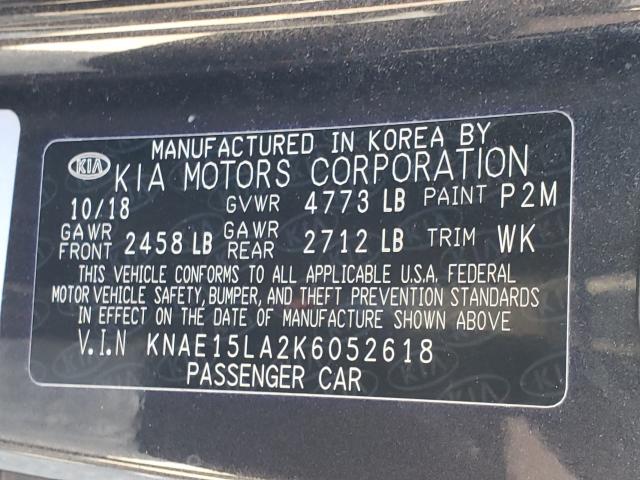 MANUFACTURED IN KOREA BY
KIA KIA MOTORS CORPORATION
10/18 GVWR 4773 LB PAINT P2M
GAWR FRONT 2458 LB GAWR REAR 2712 LB TRIM WK
THIS VEHICLE CONFORMS TO ALL APPLICABLE U.S.A. FEDERAL
MOTOR VEHICLE SAFETY, BUMPER, AND THEFT PREVENTION STANDARDS
IN EFFECT ON THE DATE OF MANUFACTURE SHOWN ABOVE
V.I.N KNAE15LA2K6052618
PASSENGER CAR